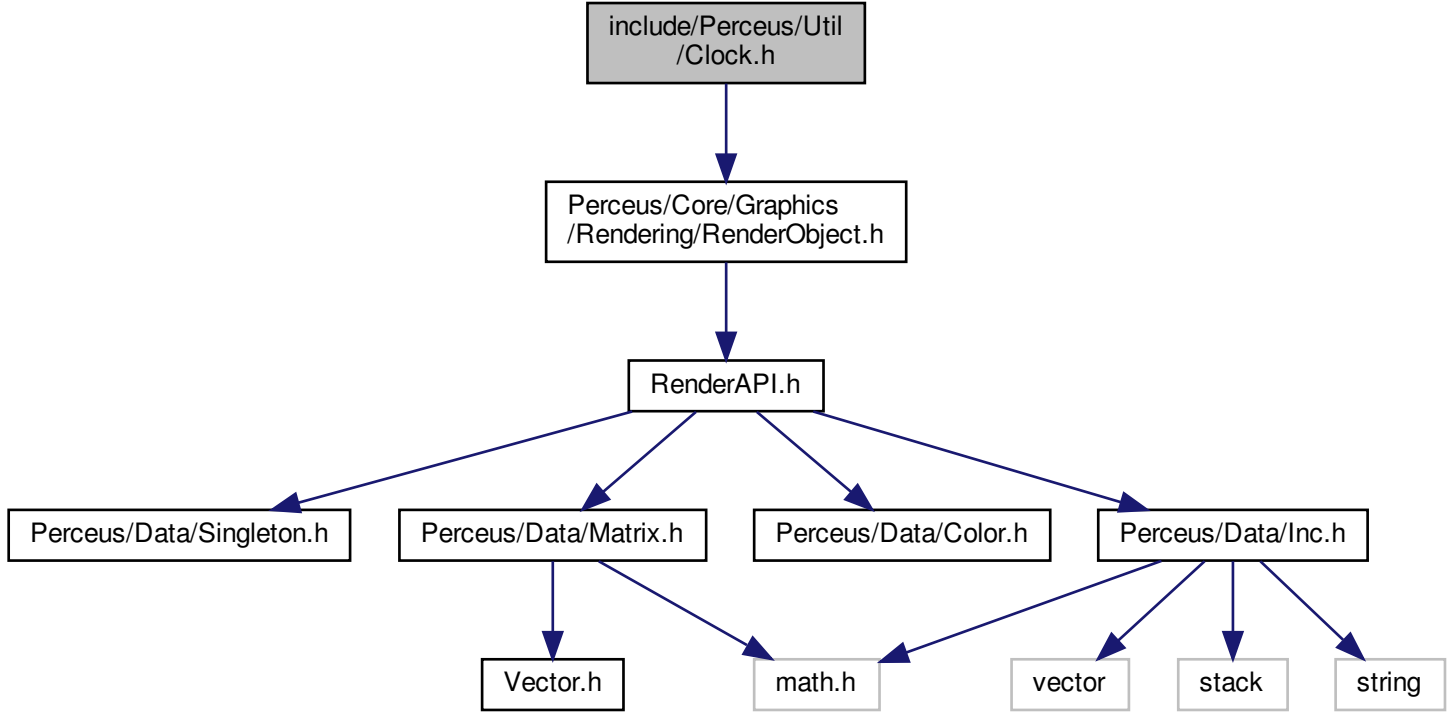 include/Perceus/Util
/Clock.h
Perceus/Core/Graphics
/Rendering/RenderObject.h
RenderAPI.h
Perceus/Data/Singleton.h
Perceus/Data/Matrix.h
Perceus/Data/Color.h
Perceus/Data/Inc.h
Vector.h
math.h
vector
stack
string